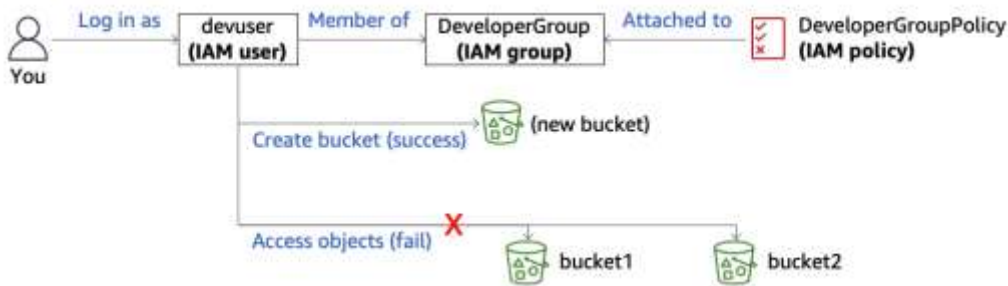 Log in as
devuser
(IAM user)
Member of
DeveloperGroup
(IAM group)
Attached to
DeveloperGroupPolicy
(IAM policy)
You
Create bucket (success)
(new bucket)
Access objects (fail)
bucket1
bucket2